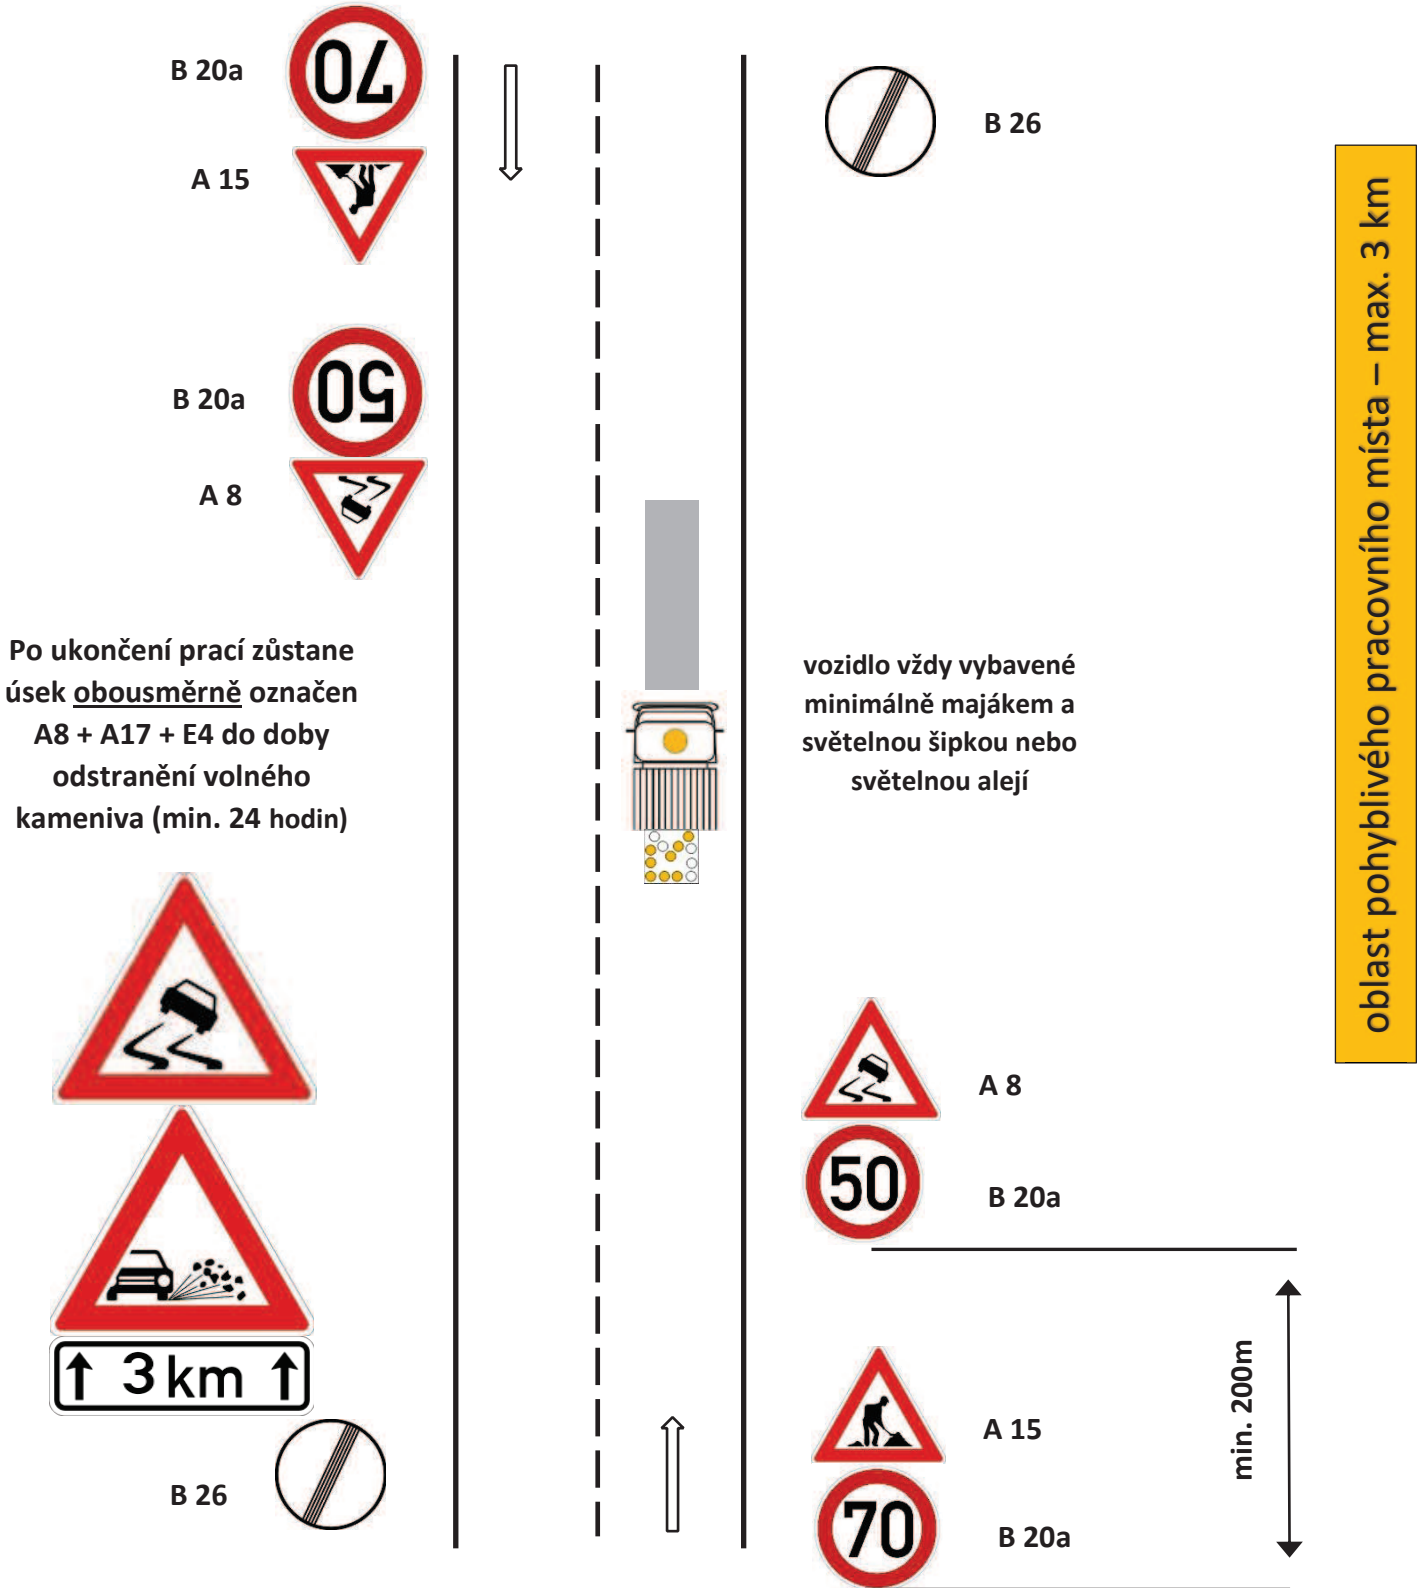 B 20a
70
B 26
A 15
B 20a
50
A 8
oblast pohyblivého pracovního místa – max. 3 km
Po ukončení prací zůstane
úsek obousměrně označen
A8 + A17 + E4 do doby
odstranění volného
kameniva (min. 24 hodin)
vozidlo vždy vybavené
minimálně majákem a
světelnou šipkou nebo
světelnou alejí
A 8
50
B 20a
3 km
B 26
min. 200m
A 15
70
B 20a